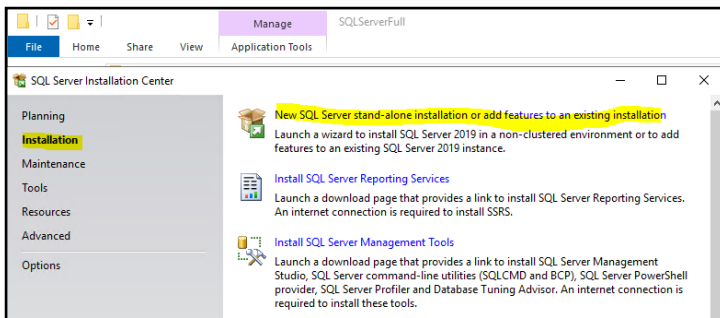 Manage
SQLServerFull
File
Home
Share
View
Application Tools
SQL Server Installation Center
Planning
Installation
Maintenance
Tools
Resources
Advanced
Options
New SQL Server stand-alone installation or add features to an existing installation
Launch a wizard to install SQL Server 2019 in a non-clustered environment or to add
features to an existing SQL Server 2019 instance.
Install SQL Server Reporting Services
Launch a download page that provides a link to install SQL Server Reporting Services.
An internet connection is required to install SSRS.
Install SQL Server Management Tools
Launch a download page that provides a link to install SQL Server Management
Studio, SQL Server command-line utilities (SQLCMD and BCP), SQL Server PowerShell
provider, SQL Server Profiler and Database Tuning Advisor. An internet connection is
required to install these tools.